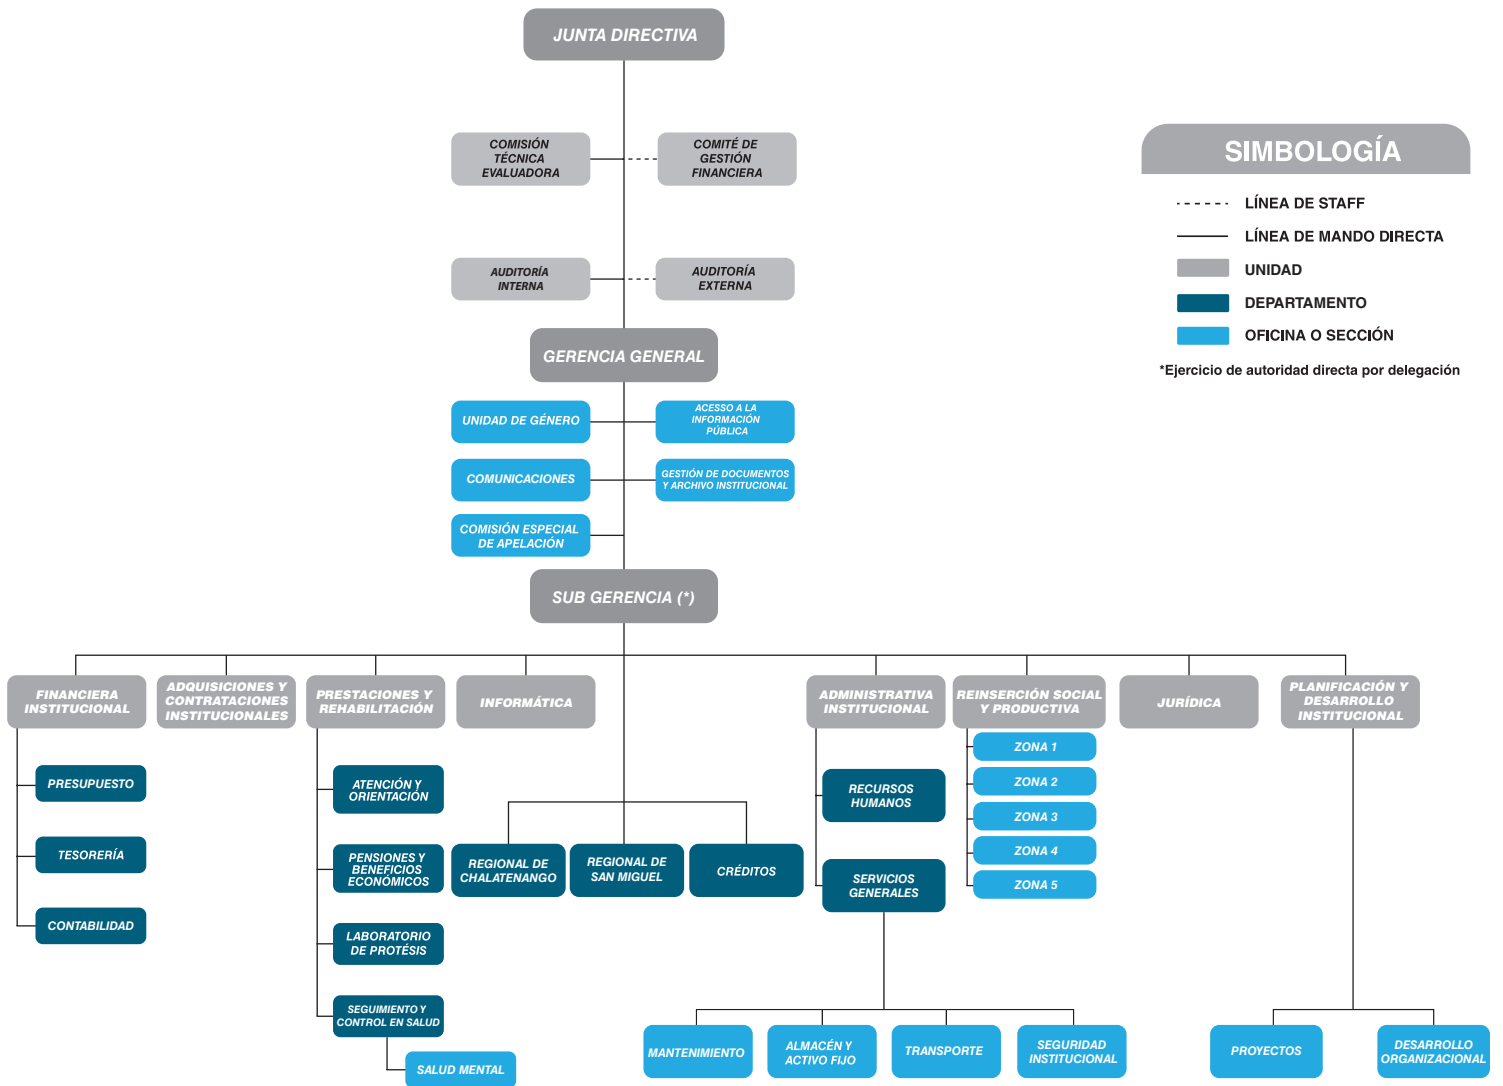 JUNTA DIRECTIVA
COMISIÓN
TÉCNICA
EVALUADORA
COMITÉ DE
GESTIÓN
FINANCIERA
AUDITORÍA
INTERNA
AUDITORÍA
EXTERNA
SIMBOLOGÍA
LÍNEA DE STAFF
LÍNEA DE MANDO DIRECTA
UNIDAD
DEPARTAMENTO
OFICINA O SECCIÓN
*Ejercicio de autoridad directa por delegación
GERENCIA GENERAL
UNIDAD DE GÉNERO
ACESO A LA
INFORMACIÓN
PÚBLICA
COMUNICACIONES
GESTIÓN DE DOCUMENTOS
Y ARCHIVO INSTITUCIONAL
COMISIÓN ESPECIAL
DE APELACIÓN
SUB GERENCIA (*)
FINANCIERA
INSTITUCIONAL
ADQUISICIONES Y
CONTRATACIONES
INSTITUCIONALES
PRESTACIONES Y
REHABILITACIÓN
INFORMÁTICA
ADMINISTRATIVA
INSTITUCIONAL
REINSERCIÓN SOCIAL
Y PRODUCTIVA
JURÍDICA
PLANIFICACIÓN Y
DESARROLLO
INSTITUCIONAL
PRESUPUESTO
TESORERÍA
CONTABILIDAD
ATENCIÓN Y
ORIENTACIÓN
PENSIONES Y
BENEFICIOS
ECONÓMICOS
LABORATORIO
DE PROTÉSIS
SEGUIMIENTO Y
CONTROL EN SALUD
SALUD MENTAL
REGIONAL DE
CHALATENANGO
REGIONAL DE
SAN MIGUEL
CRÉDITOS
RECURSOS
HUMANOS
SERVICIOS
GENERALES
ZONA 1
ZONA 2
ZONA 3
ZONA 4
ZONA 5
MANTENIMIENTO
ALMACÉN Y
ACTIVO FIJO
TRANSPORTE
SEGURIDAD
INSTITUCIONAL
PROYECTOS
DESARROLLO
ORGANIZACIONAL